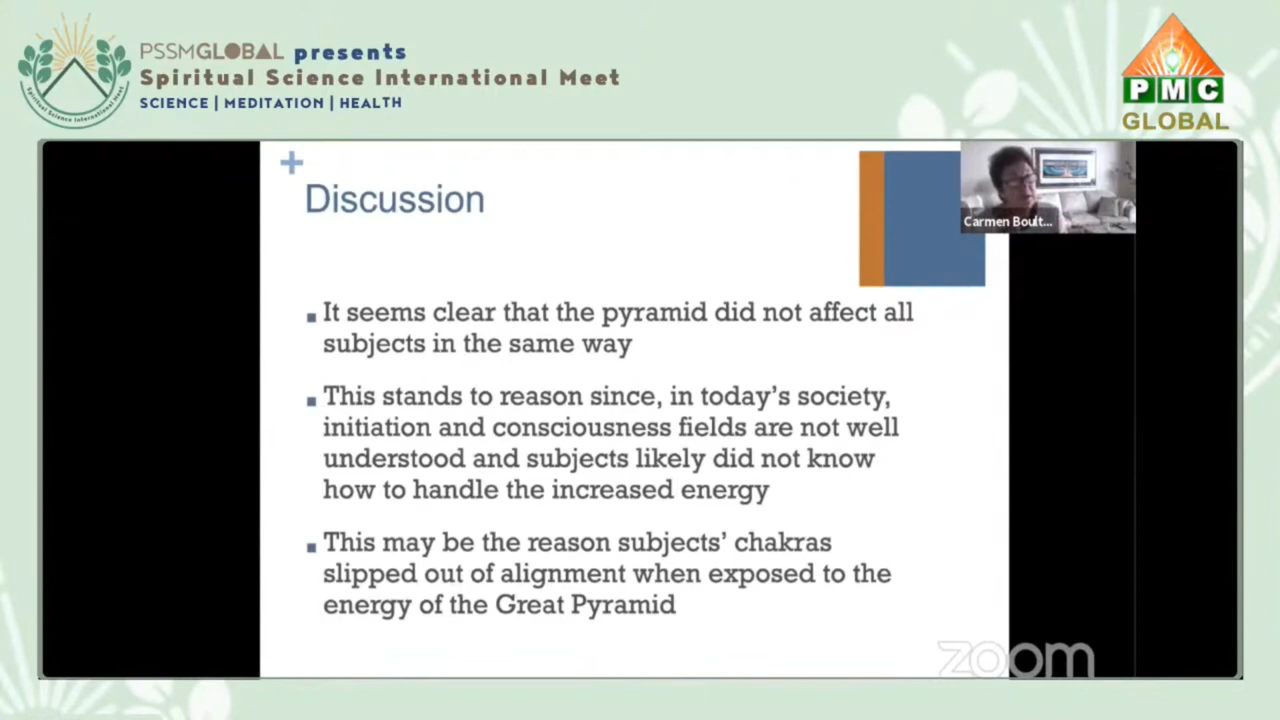 PSSMGLOBAL presents
Spiritual Science International Meet
SCIENCE | MEDITATION | HEALTH
Spiritual Science International Meet
PMC
GLOBAL
+
Discussion
Carmen Boult...
It seems clear that the pyramid did not affect all
subjects in the same way
This stands to reason since, in today's society,
initiation and consciousness fields are not well
understood and subjects likely did not know
how to handle the increased energy
This may be the reason subjects' chakras
slipped out of alignment when exposed to the
energy of the Great Pyramid
zoom